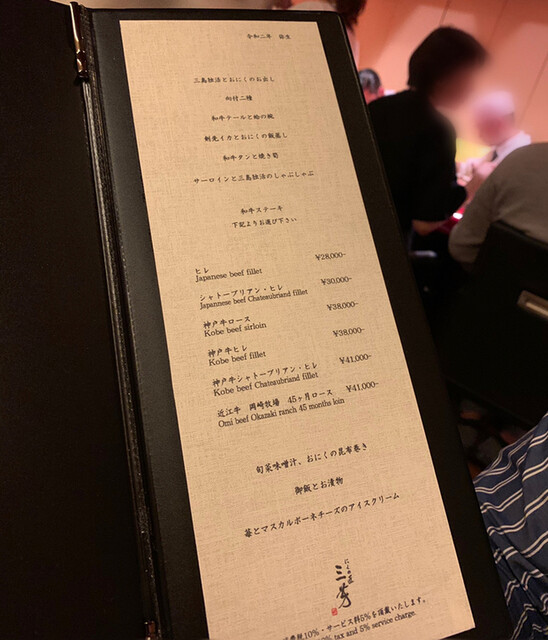 令和二年　弥生
三島独活とおにくのお出し
向付二種
和牛テールと蛤の碗
剣先イカとおにくの飯蒸し
和牛タンと焼き筍
サーロインと三島独活のしゃぶしゃぶ
和牛ステーキ
下記よりお選び下さい
ヒレ ¥28,000-
Japanese beef fillet
シャトーブリアン・ヒレ ¥30,000-
Japannese beef Chateaubriand fillet
神戸牛ロース ¥38,000-
Kobe beef sirloin
神戸牛ヒレ ¥38,000-
Kobe beef fillet
神戸牛シャトーブリアン・ヒレ ¥41,000-
Kobe beef Chateaubriand fillet
近江牛　岡崎牧場　45ヶ月ロース ¥41,000-
Omi beef Okazaki ranch 45 months loin
旬菜味噌汁、おにくの昆布巻き
御飯とお漬物
苺とマスカルポーネチーズのアイスクリーム
にくの匠
三芳
費税10%・サービス料5%を頂戴いたします。
% tax and 5% service charge.